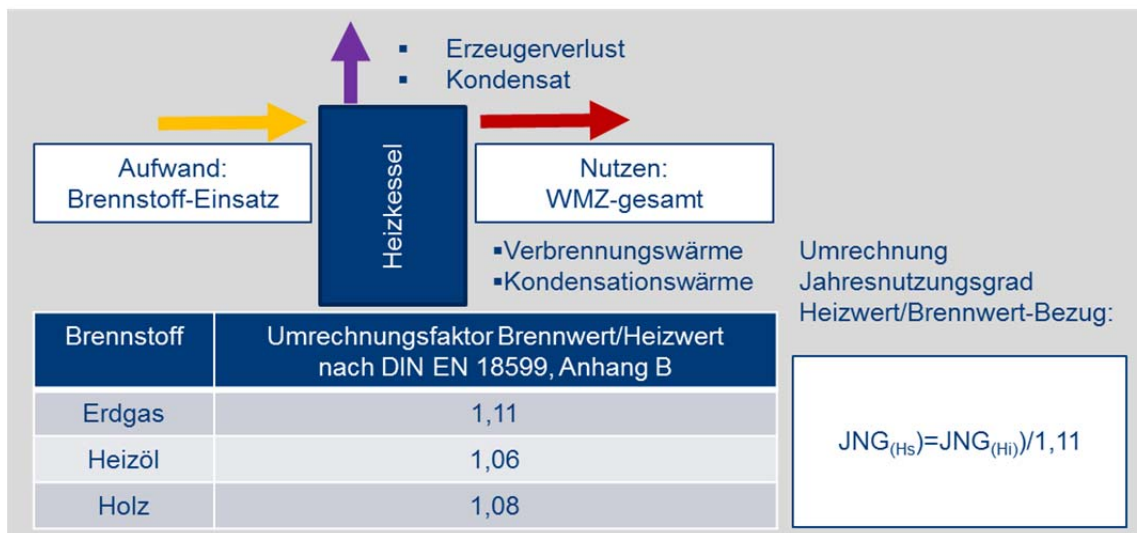 ▪ Erzeugerverlust
▪ Kondensat
Aufwand:
Brennstoff-Einsatz
Heizkessel
Nutzen:
WMZ-gesamt
▪Verbrennungswärme
▪Kondensationswärme
Umrechnung
Jahresnutzungsgrad
Heizwert/Brennwert-Bezug:
Brennstoff
Umrechnungsfaktor Brennwert/Heizwert
nach DIN EN 18599, Anhang B
Erdgas 1,11
Heizöl 1,06
Holz 1,08
JNG(Hs)=JNG(Hi))/1,11